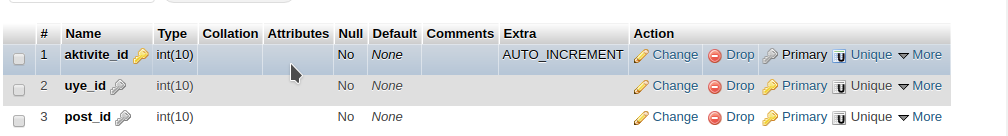 # Name Type Collation Attributes Null Default Comments Extra Action
1 aktivite_id int(10) No None AUTO_INCREMENT Change Drop Primary U Unique More
2 uye_id int(10) No None Change Drop Primary U Unique More
3 post_id int(10) No None Change Drop Primary U Unique More